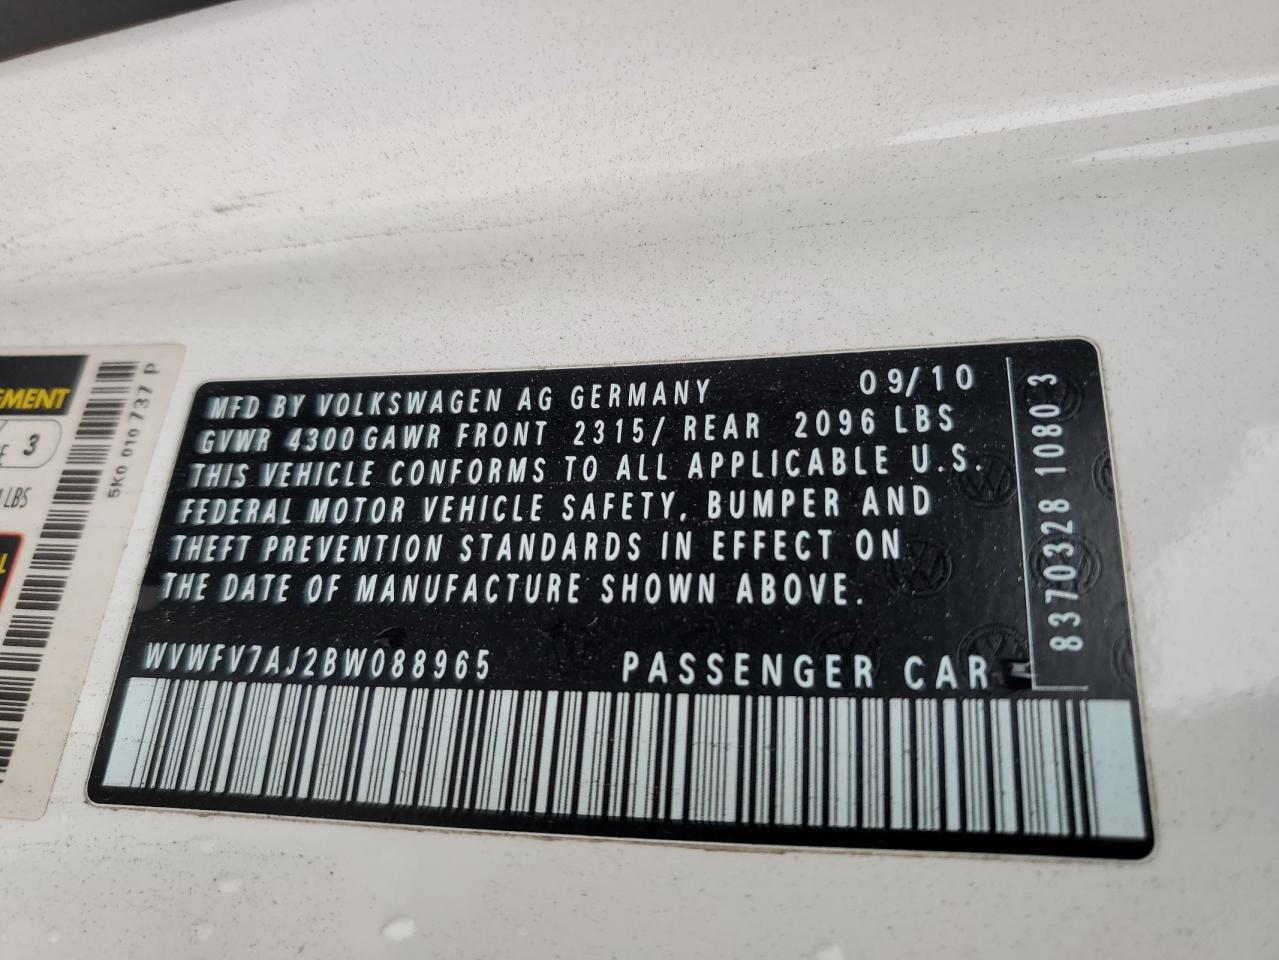 MFD BY VOLKSWAGEN AG GERMANY 09/10
GVWR 4300 GAWR FRONT 2315/ REAR 2096 LBS
THIS VEHICLE CONFORMS TO ALL APPLICABLE U.S.
FEDERAL MOTOR VEHICLE SAFETY, BUMPER AND
THEFT PREVENTION STANDARDS IN EFFECT ON
THE DATE OF MANUFACTURE SHOWN ABOVE.
WVWFV7AJ2BW088965 PASSENGER CAR
8370328 1080 3
GMENT
3
LBS
5K0 010 737 P